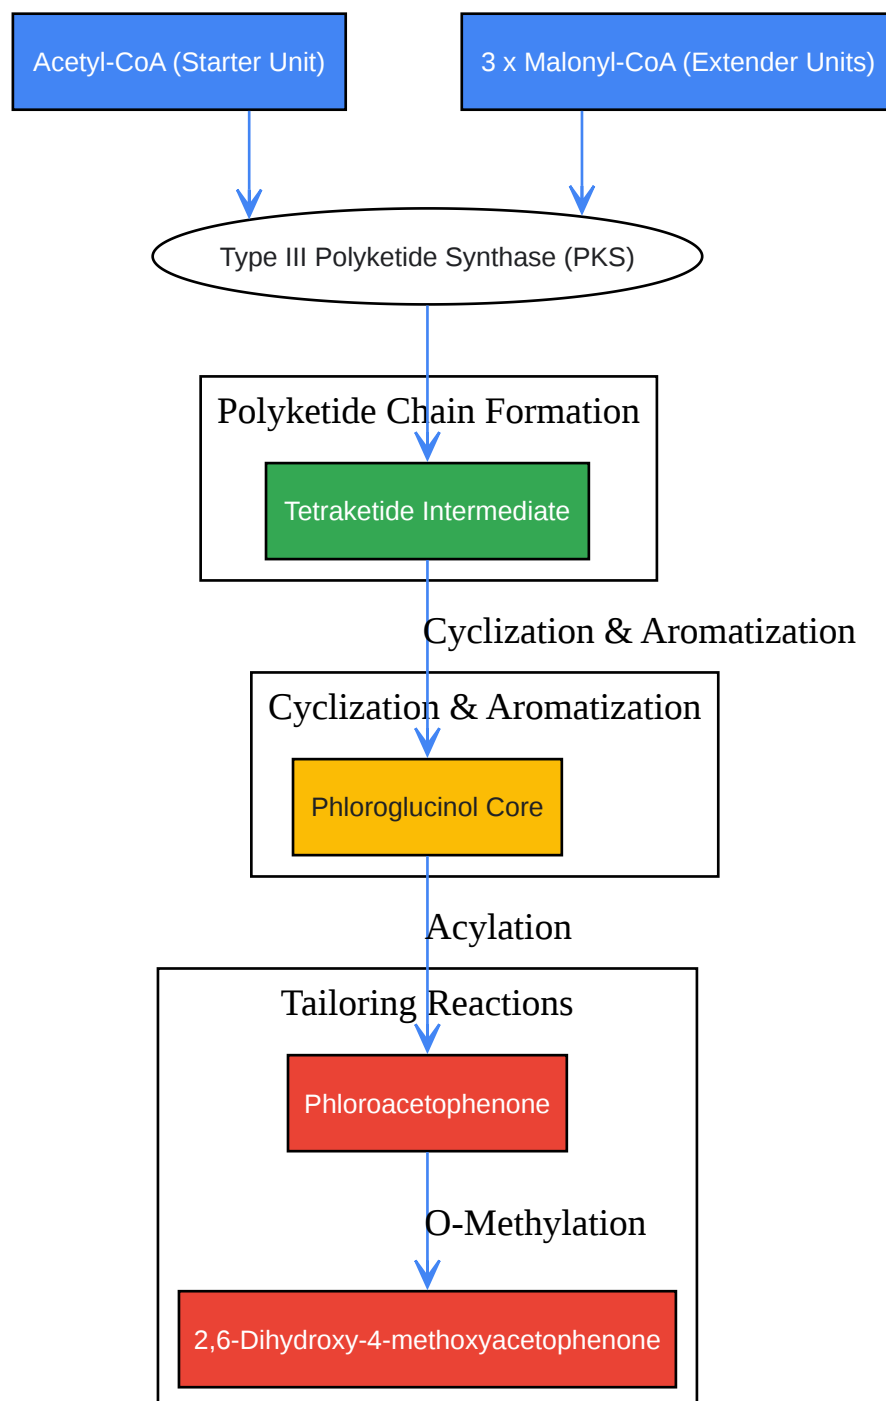 Acetyl-CoA (Starter Unit)
3 x Malonyl-CoA (Extender Units)
Type III Polyketide Synthase (PKS)
Polyketide Chain Formation
Tetraketide Intermediate
Cyclization & Aromatization
Cyclization & Aromatization
Phloroglucinol Core
Acylation
Tailoring Reactions
Phloroacetophenone
O-Methylation
2,6-Dihydroxy-4-methoxyacetophenone